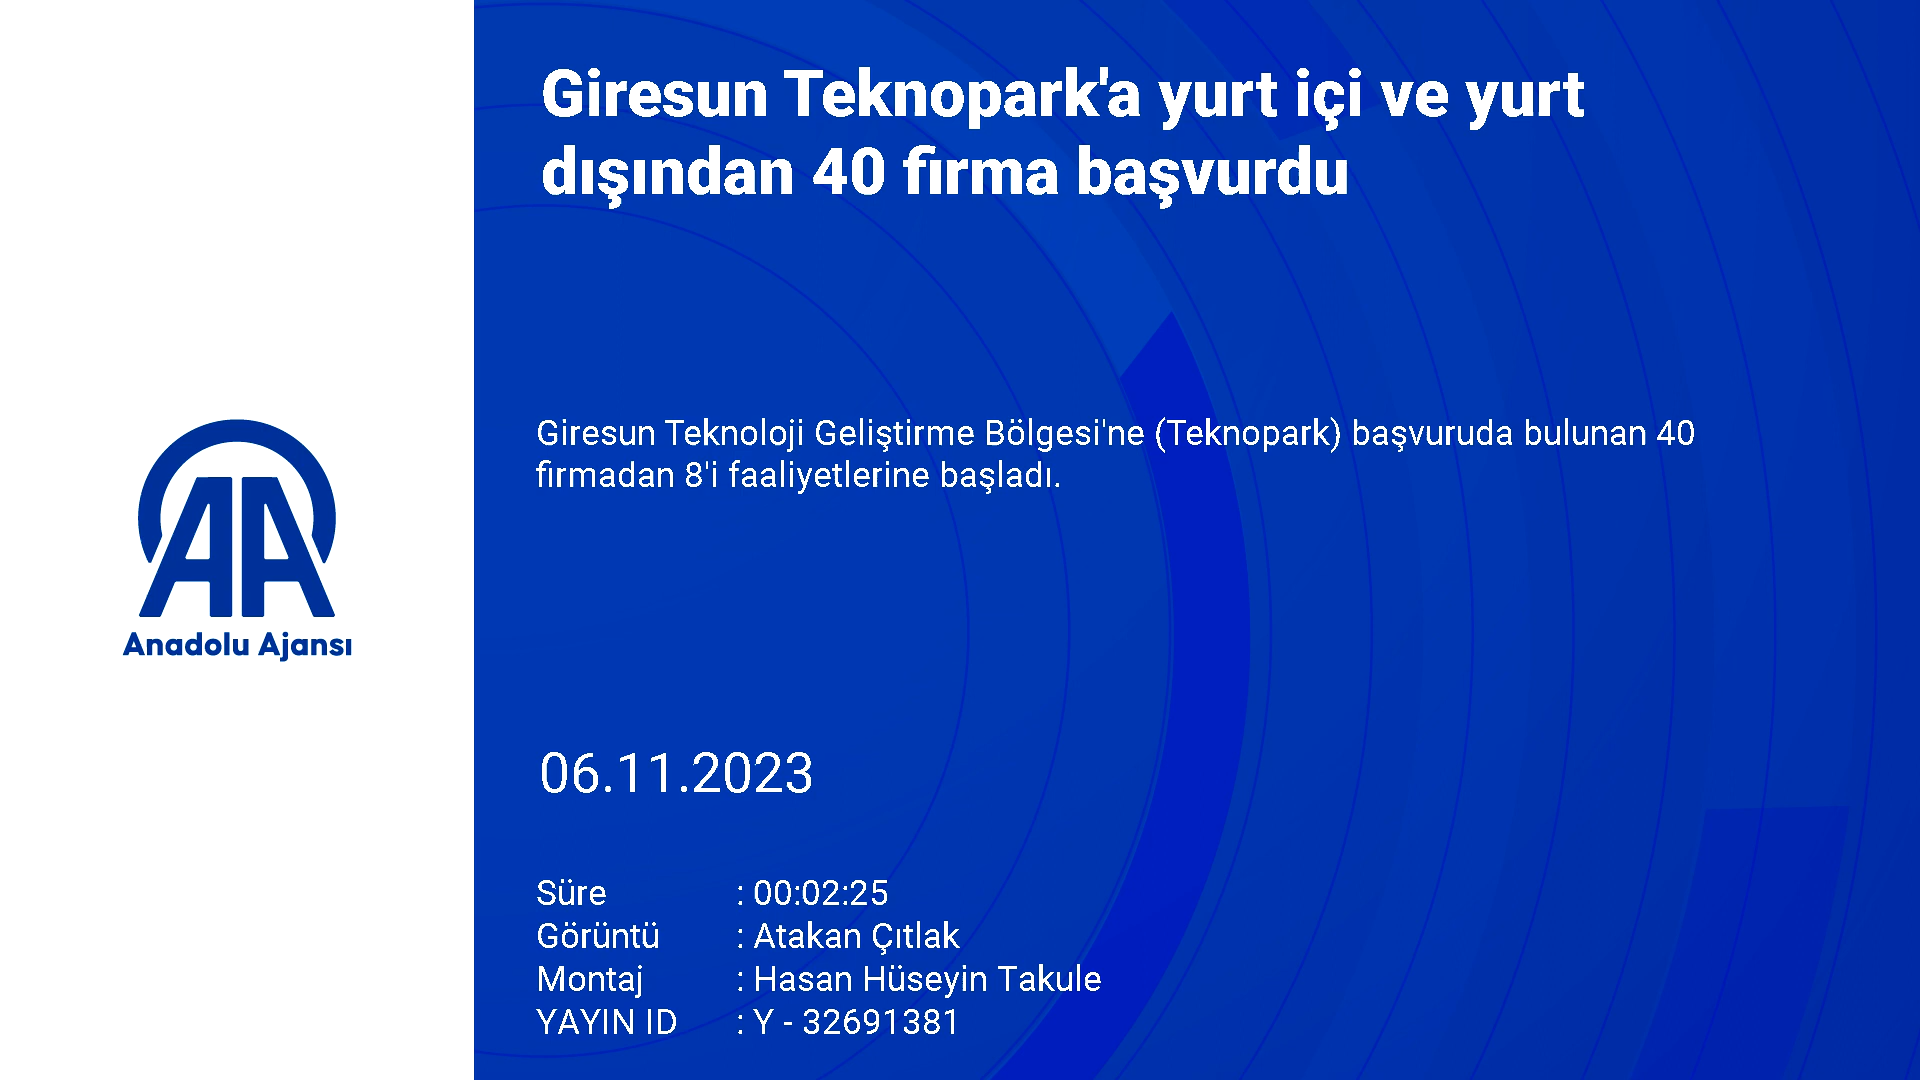 Giresun Teknopark'a yurt içi ve yurt
dışından 40 firma başvurdu
Giresun Teknoloji Geliştirme Bölgesi'ne (Teknopark) başvuruda bulunan 40
firmadan 8'i faaliyetlerine başladı.
AA
Anadolu Ajansı
06.11.2023
Süre : 00:02:25
Görüntü : Atakan Çıtlak
Montaj : Hasan Hüseyin Takule
YAYIN ID : Y - 32691381